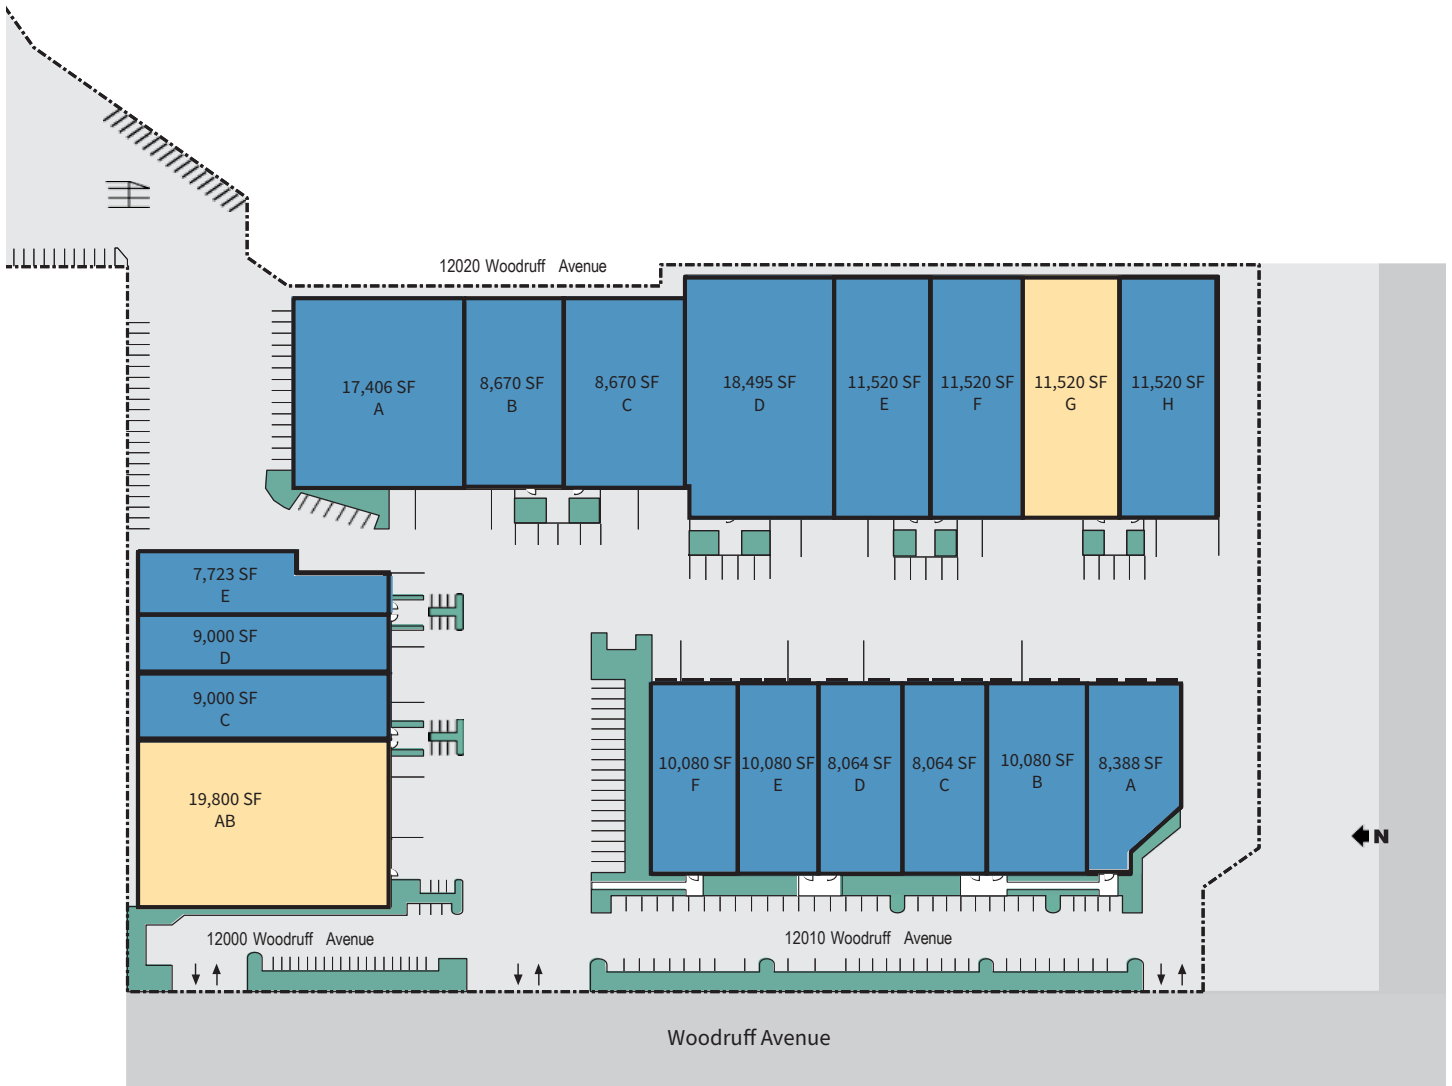 12020 Woodruff Avenue
17,406 SF
A
8,670 SF
B
8,670 SF
C
18,495 SF
D
11,520 SF
E
11,520 SF
F
11,520 SF
G
11,520 SF
H
7,723 SF
E
9,000 SF
D
9,000 SF
C
19,800 SF
AB
10,080 SF
F
10,080 SF
E
8,064 SF
D
8,064 SF
C
10,080 SF
B
8,388 SF
A
N
12000 Woodruff Avenue
12010 Woodruff Avenue
Woodruff Avenue